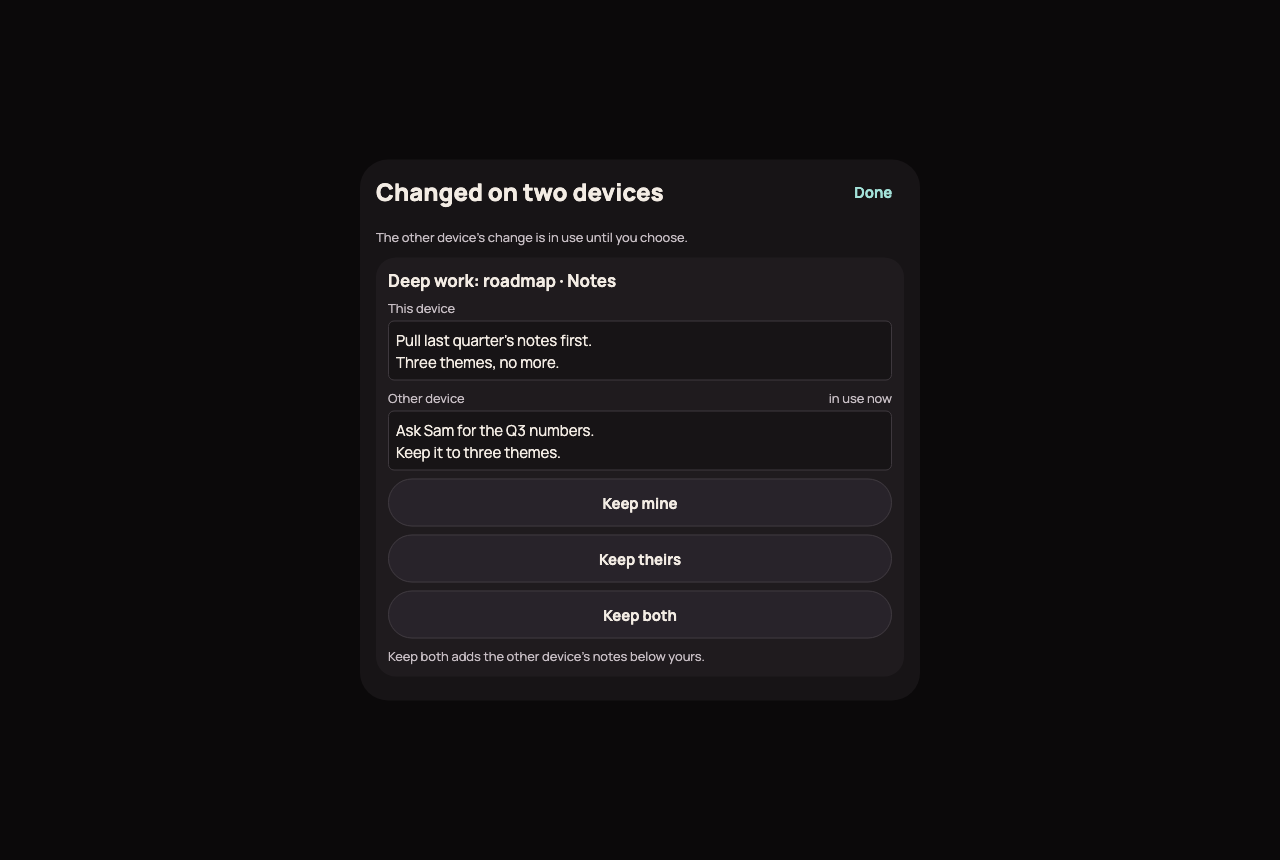 Changed on two devices
Done
The other device's change is in use until you choose.
Deep work: roadmap · Notes
This device
Pull last quarter's notes first.
Three themes, no more.
Other device
in use now
Ask Sam for the Q3 numbers.
Keep it to three themes.
Keep mine
Keep theirs
Keep both
Keep both adds the other device's notes below yours.